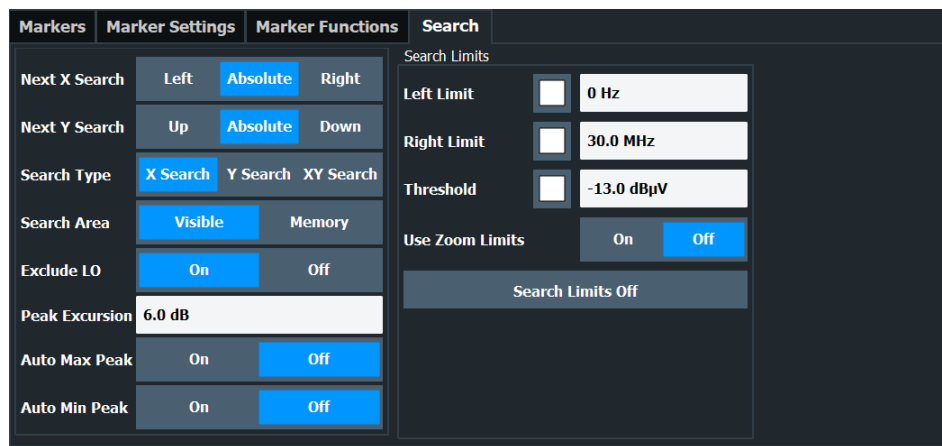 Markers Marker Settings Marker Functions Search
Next X Search Left Absolute Right
Next Y Search Up Absolute Down
Search Type X Search Y Search XY Search
Search Area Visible Memory
Exclude LO On Off
Peak Excursion 6.0 dB
Auto Max Peak On Off
Auto Min Peak On Off
Search Limits
Left Limit 0 Hz
Right Limit 30.0 MHz
Threshold -13.0 dBµV
Use Zoom Limits On Off
Search Limits Off